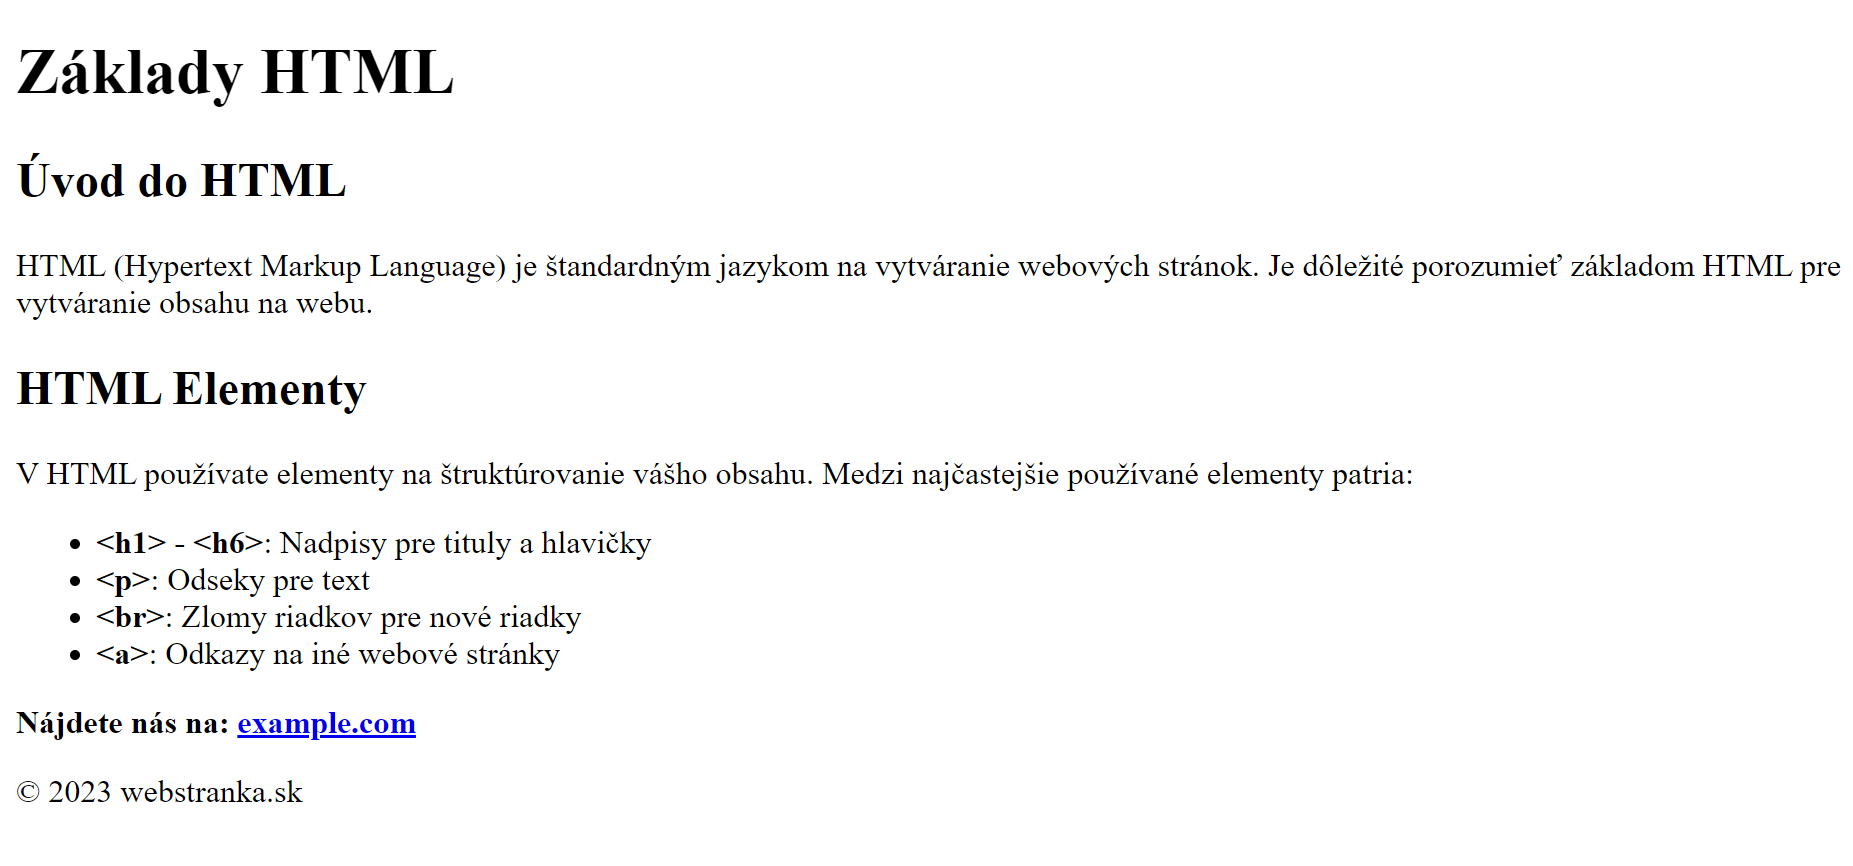 Základy HTML
Úvod do HTML
HTML (Hypertext Markup Language) je štandardným jazykom na vytváranie webových stránok. Je dôležité porozumieť základom HTML pre
vytváranie obsahu na webu.
HTML Elementy
V HTML používate elementy na štruktúrovanie vášho obsahu. Medzi najčastejšie používané elementy patria:
• <h1> - <h6>: Nadpisy pre tituly a hlavičky
• <p>: Odseky pre text
• <br>: Zlomy riadkov pre nové riadky
• <a>: Odkazy na iné webové stránky
Nájdete nás na: example.com
© 2023 webstranka.sk